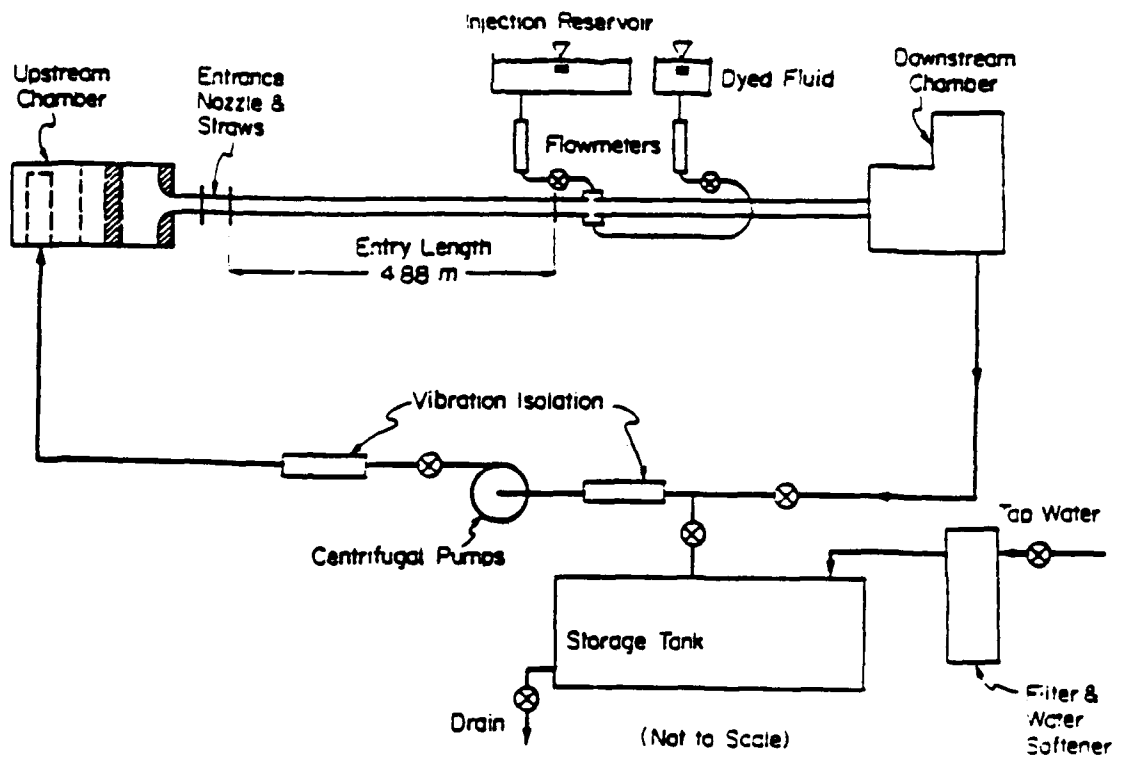 Injection Reservoir
Upstream
Chamber
Entrance
Nozzle &
Straws
Dyed Fluid
Downstream
Chamber
Flowmeters
Entry Length
4.88 m
Vibration Isolation
Centrifugal Pumps
Tap Water
Storage Tank
Drain
(Not to Scale)
Filter &
Water
Softener